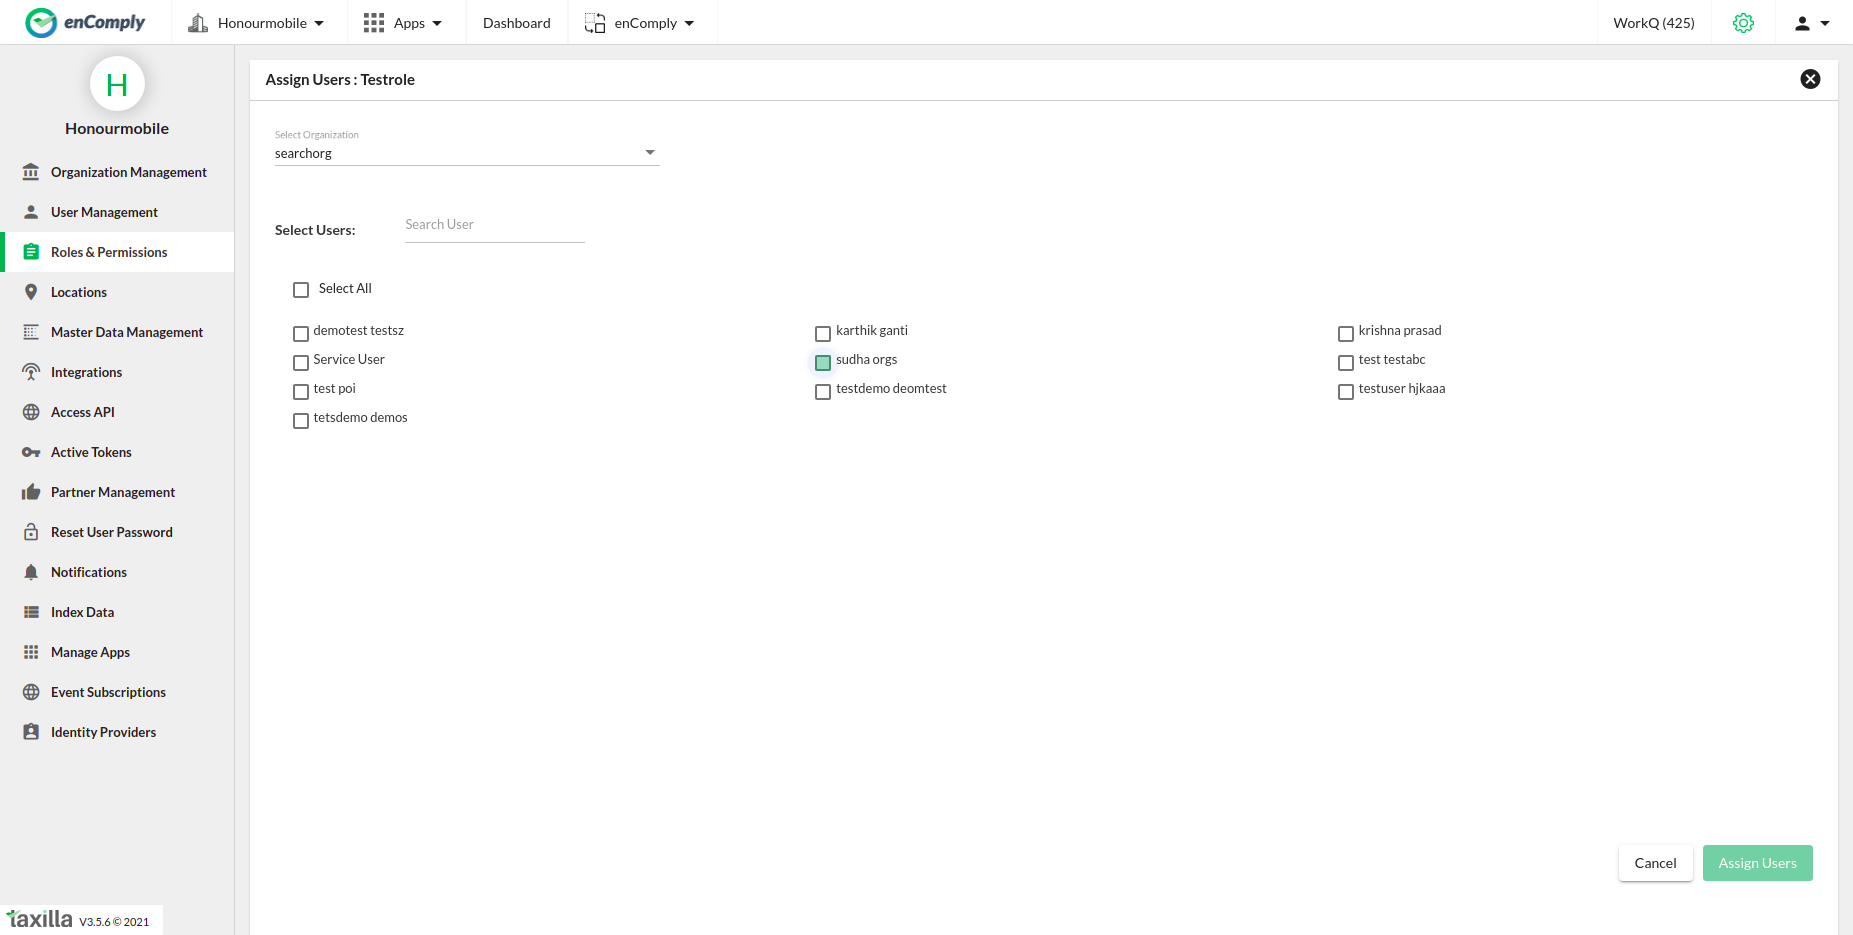 enComply
Honourmobile
Apps
Dashboard
enComply
WorkQ (425)
H
Honourmobile
Organization Management
User Management
Roles & Permissions
Locations
Master Data Management
Integrations
Access API
Active Tokens
Partner Management
Reset User Password
Notifications
Index Data
Manage Apps
Event Subscriptions
Identity Providers
taxilla V3.5.6 © 2021
Assign Users : Testrole
Select Organization
searchorg
Select Users:
Search User
Select All
demotest testsz
karthik ganti
krishna prasad
Service User
sudha orgs
test testabc
test poi
testdemo deomtest
testuser hjkaaa
tetsdemo demos
Cancel
Assign Users